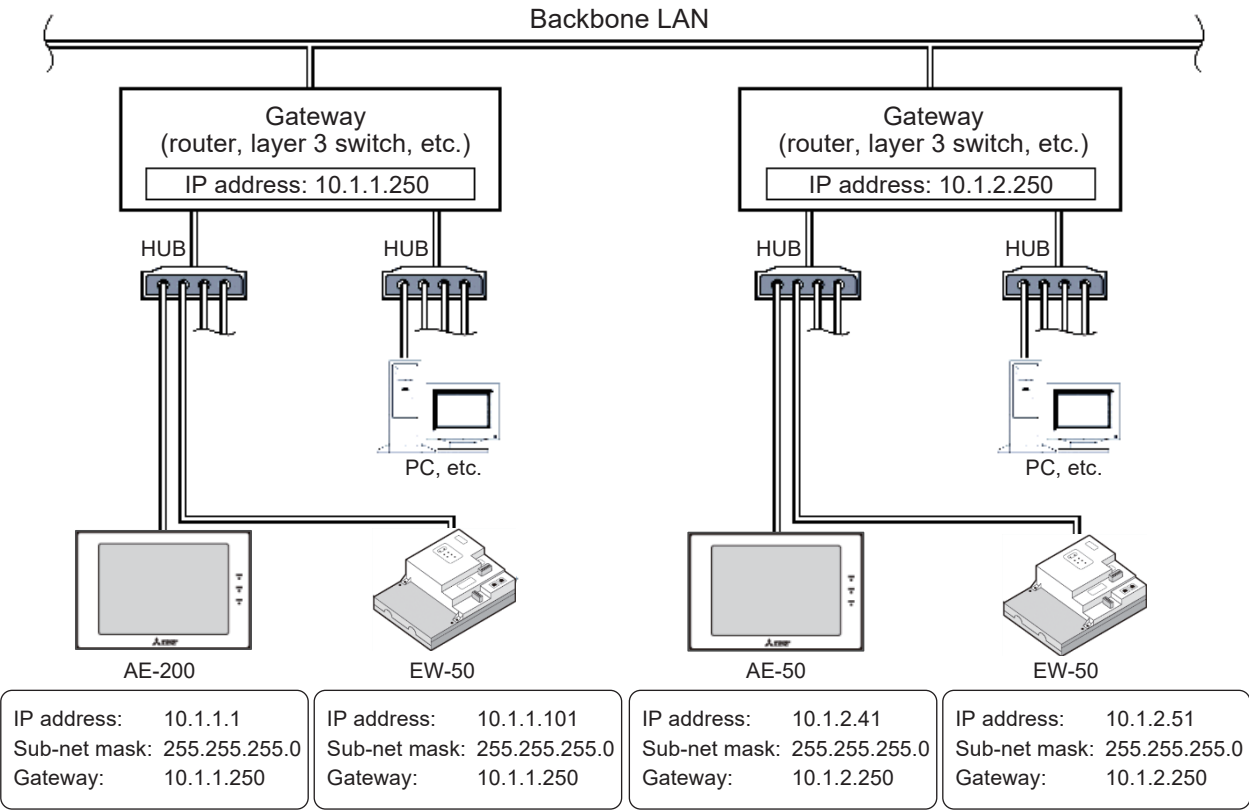 Backbone LAN
Gateway
(router, layer 3 switch, etc.)
IP address: 10.1.1.250
Gateway
(router, layer 3 switch, etc.)
IP address: 10.1.2.250
HUB
HUB
HUB
HUB
PC, etc.
PC, etc.
AE-200
EW-50
AE-50
EW-50
IP address: 10.1.1.1
Sub-net mask: 255.255.255.0
Gateway: 10.1.1.250
IP address: 10.1.1.101
Sub-net mask: 255.255.255.0
Gateway: 10.1.1.250
IP address: 10.1.2.41
Sub-net mask: 255.255.255.0
Gateway: 10.1.2.250
IP address: 10.1.2.51
Sub-net mask: 255.255.255.0
Gateway: 10.1.2.250